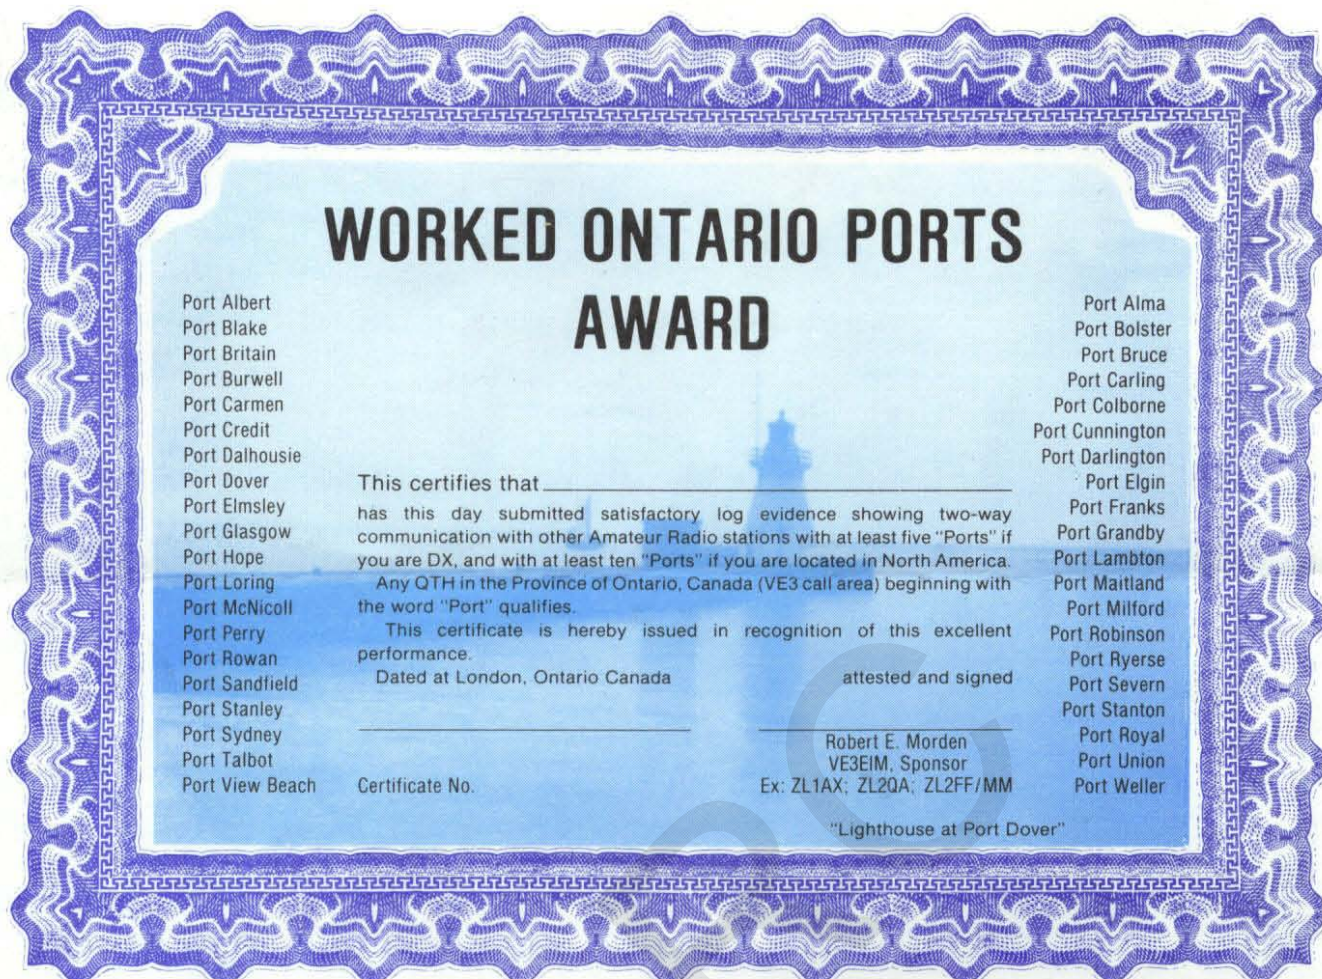 WORKED ONTARIO PORTS
AWARD
Port Albert
Port Blake
Port Britain
Port Burwell
Port Carmen
Port Credit
Port Dalhousie
Port Dover
Port Elmsley
Port Glasgow
Port Hope
Port Loring
Port McNicoll
Port Perry
Port Rowan
Port Sandfield
Port Stanley
Port Sydney
Port Talbot
Port View Beach
This certifies that
has this day submitted satisfactory log evidence showing two-way
communication with other Amateur Radio stations with at least five "Ports" if
you are DX, and with at least ten "Ports" if you are located in North America.
Any QTH in the Province of Ontario, Canada (VE3 call area) beginning with
the word "Port" qualifies.
This certificate is hereby issued in recognition of this excellent
performance.
Dated at London, Ontario Canada attested and signed
Robert E. Morden
VE3EIM, Sponsor
Certificate No. Ex: ZL1AX; ZL2QA; ZL2FF/MM
"Lighthouse at Port Dover"
Port Alma
Port Bolster
Port Bruce
Port Carling
Port Colborne
Port Cunnington
Port Darlington
Port Elgin
Port Franks
Port Grandby
Port Lambton
Port Maitland
Port Milford
Port Robinson
Port Ryerse
Port Severn
Port Stanton
Port Royal
Port Union
Port Weller